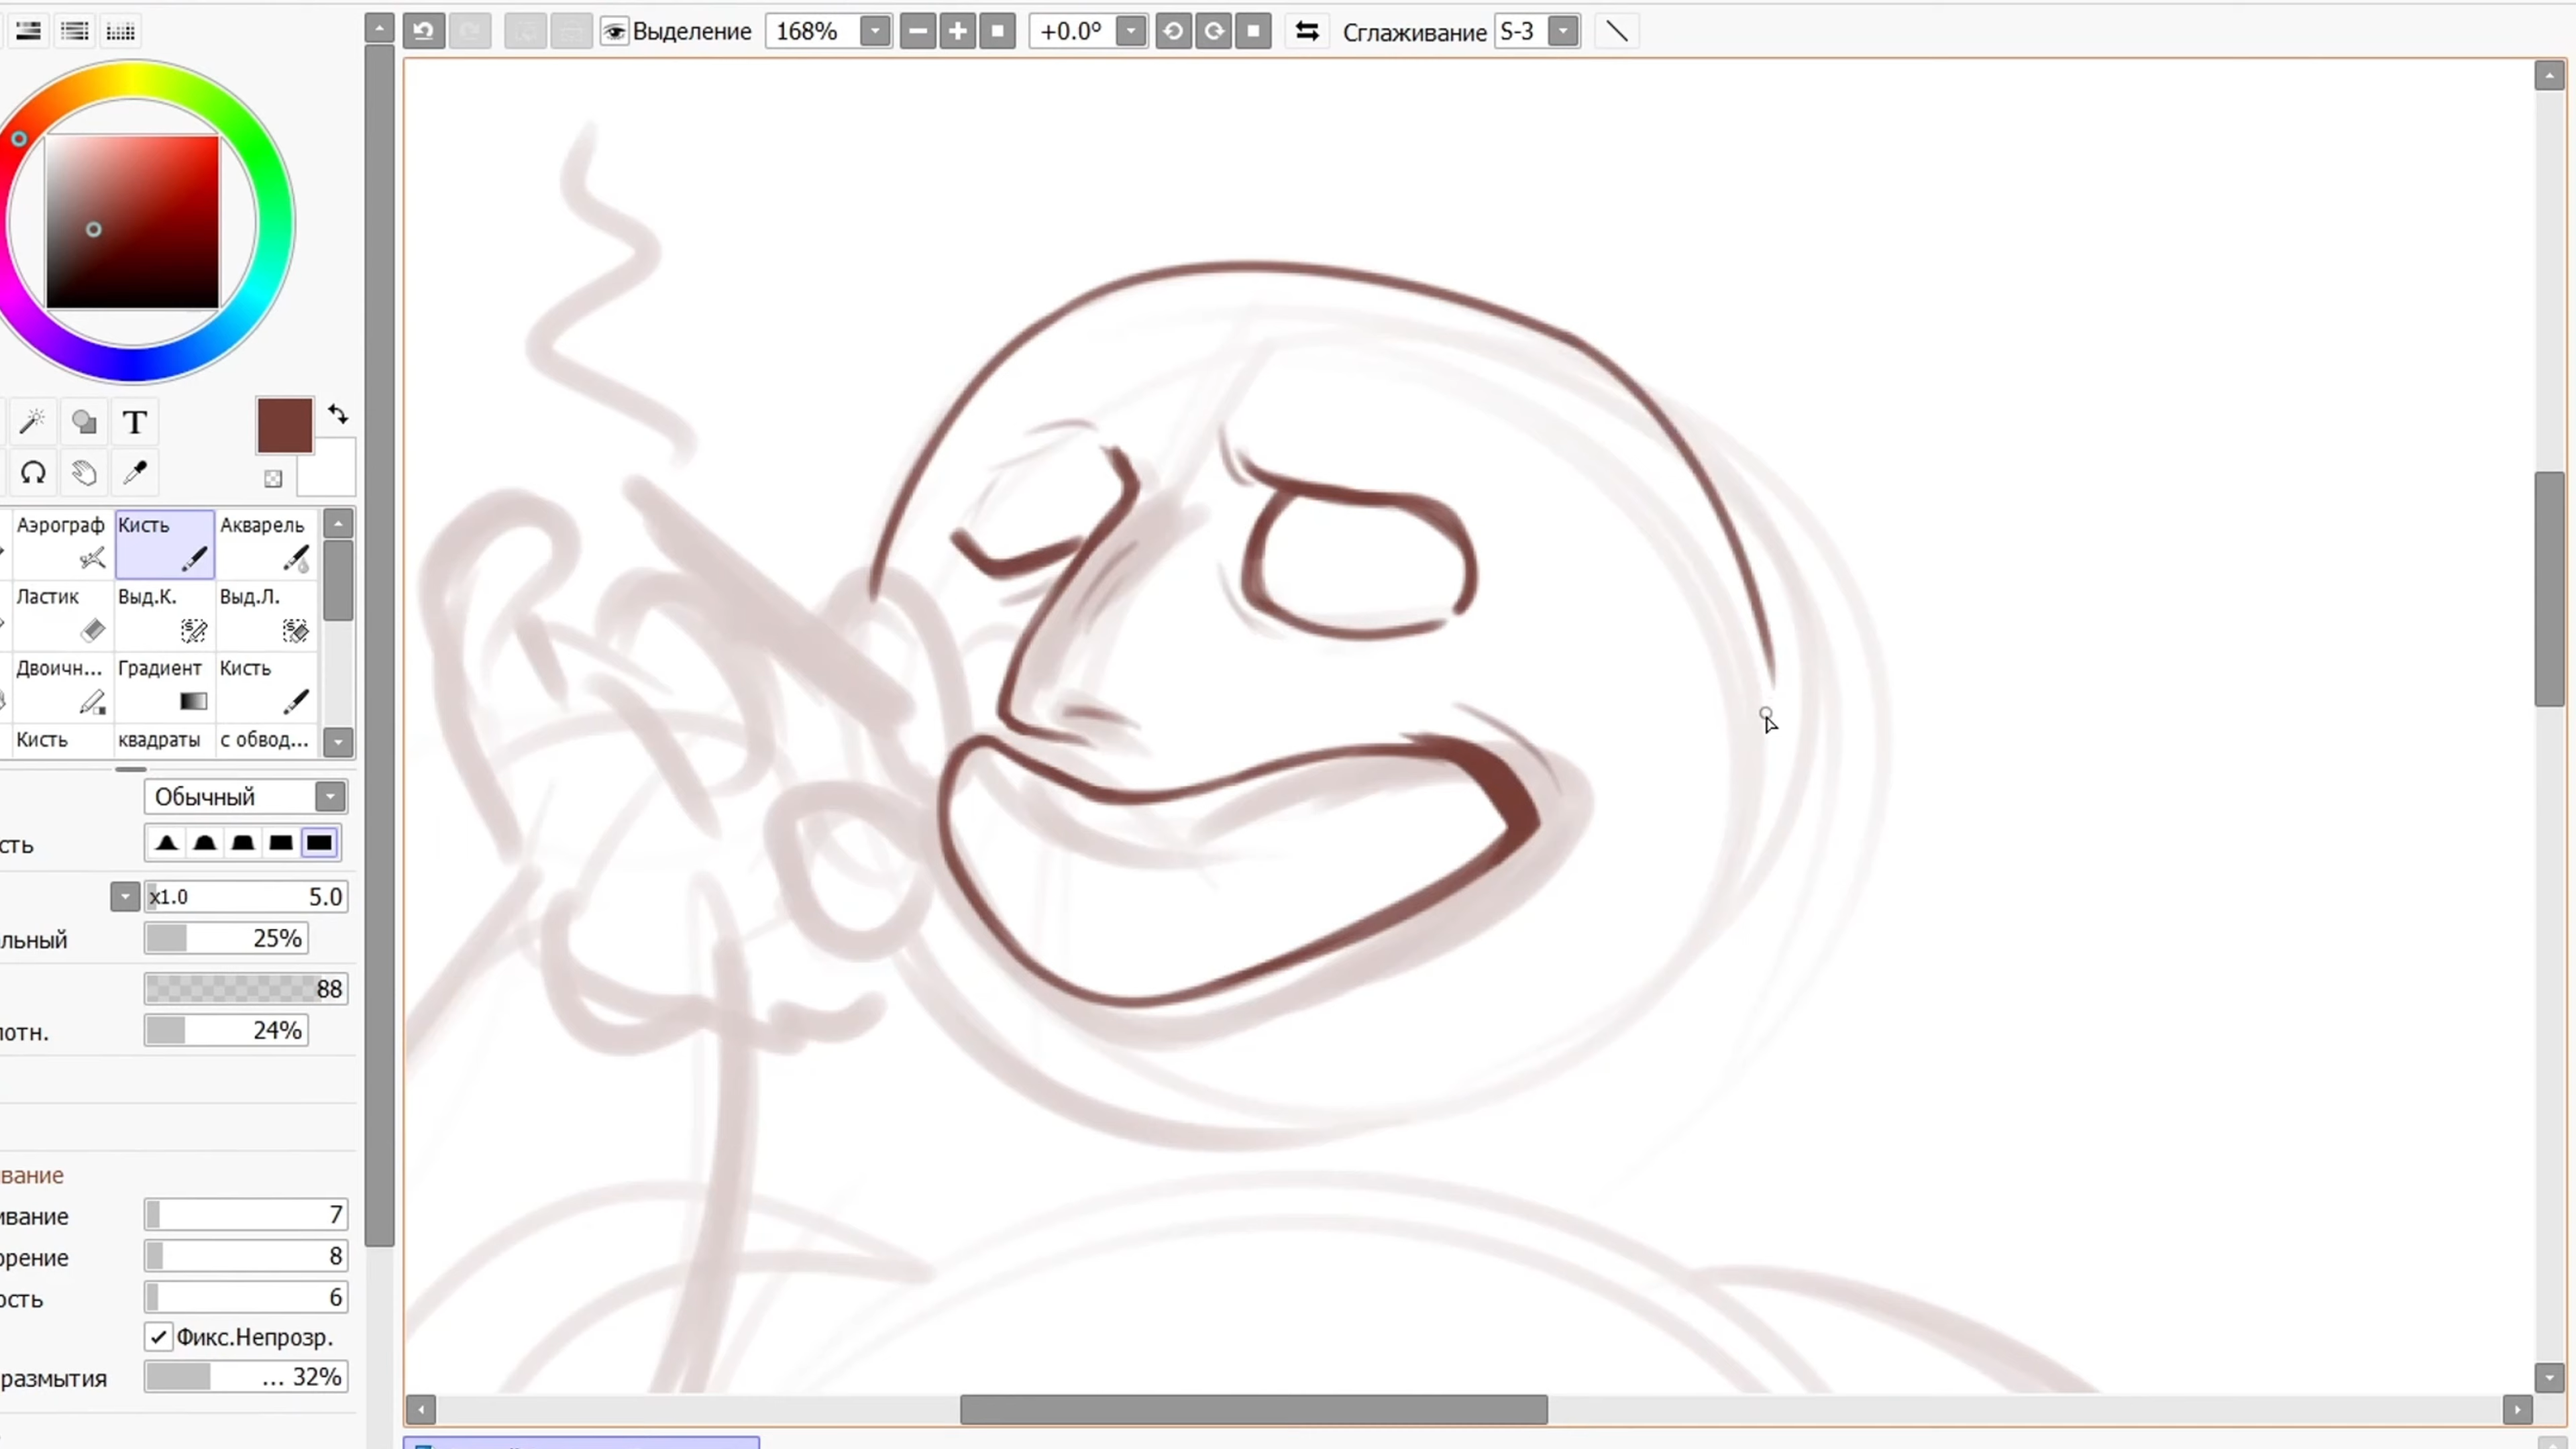 Выделение 168% +0.0° Сглаживание S-3
T
Аэрограф Кисть Акварель
Ластик Выд.К. Выд.Л.
Двоичн... Градиент Кисть
Кисть квадраты с обвод...
Обычный
сть
x1.0 5.0
льный 25%
88
лотн. 24%
вание
ивание 7
орение 8
ость 6
Фикс.Непрозр.
размытия ... 32%